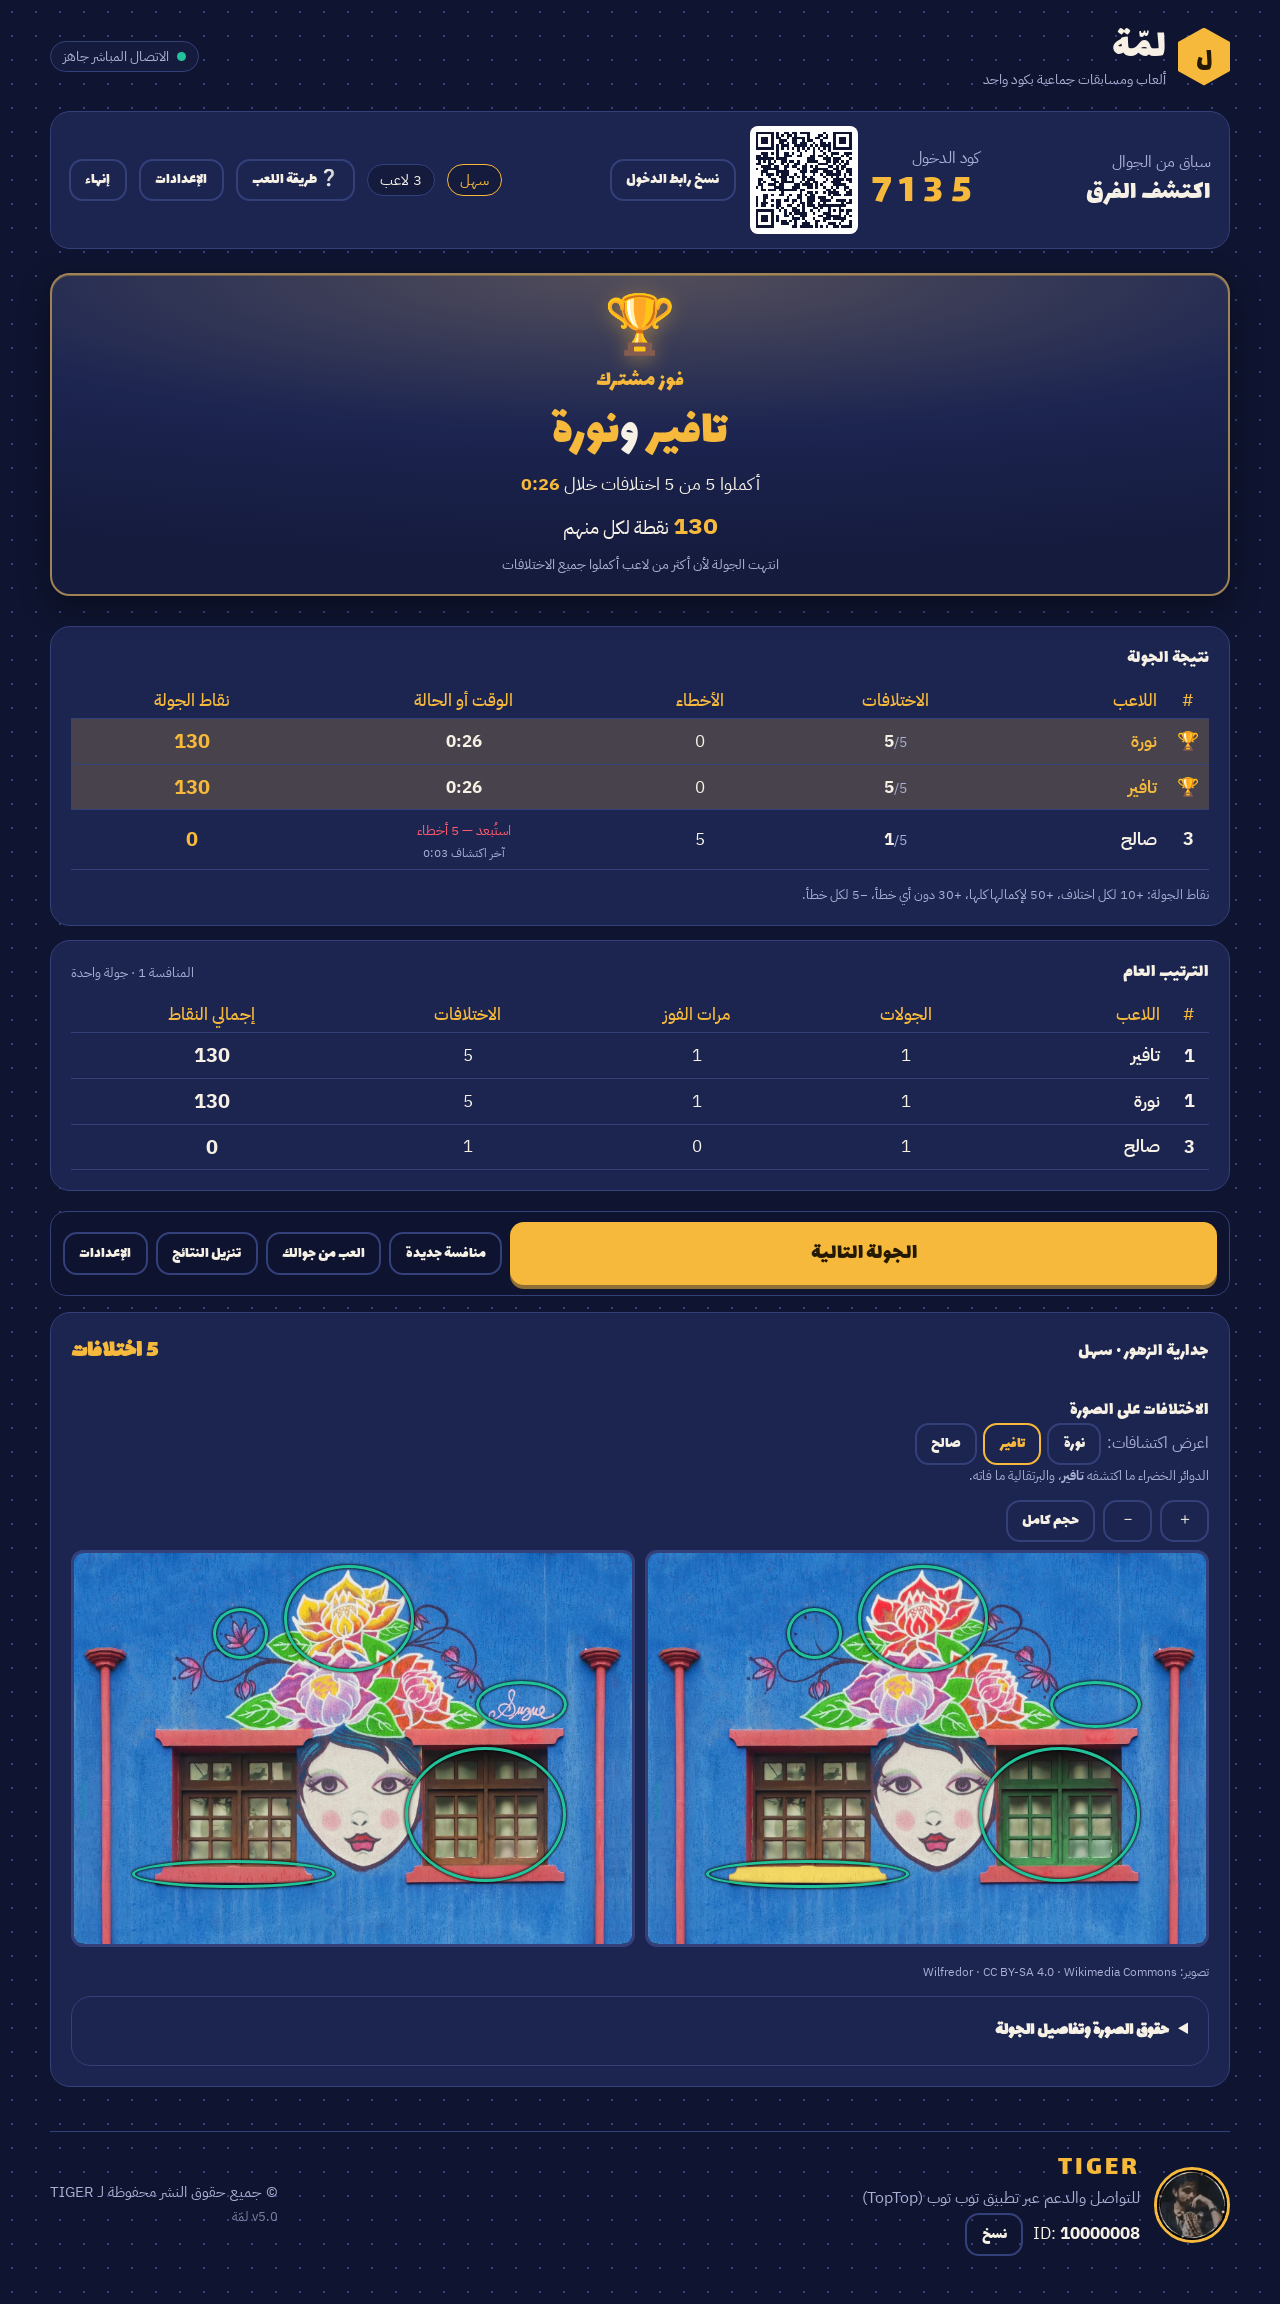 ل
لمّة
ألعاب ومسابقات جماعية بكود واحد
الاتصال المباشر جاهز
سباق من الجوال
اكتشف الفرق
كود الدخول
7135
نسخ رابط الدخول
سهل
3 لاعب
❔ طريقة اللعب
الإعدادات
إنهاء
🏆
فوز مشترك
تافير ونورة
أكملوا 5 من 5 اختلافات خلال 0:26
130 نقطة لكل منهم
انتهت الجولة لأن أكثر من لاعب أكملوا جميع الاختلافات
نتيجة الجولة
# اللاعب الاختلافات الأخطاء الوقت أو الحالة نقاط الجولة
🏆 نورة 5/5 0 0:26 130
🏆 تافير 5/5 0 0:26 130
3 صالح 1/5 5 استُبعد — 5 أخطاء 0
آخر اكتشاف 0:03
نقاط الجولة: +10 لكل اختلاف، +50 لإكمالها كلها، +30 دون أي خطأ، −5 لكل خطأ.
الترتيب العام
المنافسة 1 · جولة واحدة
# اللاعب الجولات مرات الفوز الاختلافات إجمالي النقاط
1 تافير 1 1 5 130
1 نورة 1 1 5 130
3 صالح 1 0 1 0
الجولة التالية
منافسة جديدة
العب من جوالك
تنزيل النتائج
الإعدادات
جدارية الزهور · سهل
5 اختلافات
الاختلافات على الصورة
اعرض اكتشافات: نورة تافير صالح
الدوائر الخضراء ما اكتشفه تافير، والبرتقالية ما فاته.
+ − حجم كامل
تصوير: Wilfredor · CC BY-SA 4.0 · Wikimedia Commons
◀ حقوق الصورة وتفاصيل الجولة
TIGER
للتواصل والدعم عبر تطبيق توب توب (TopTop)
ID: 10000008 نسخ
© جميع حقوق النشر محفوظة لـ TIGER
لمّة v5.0